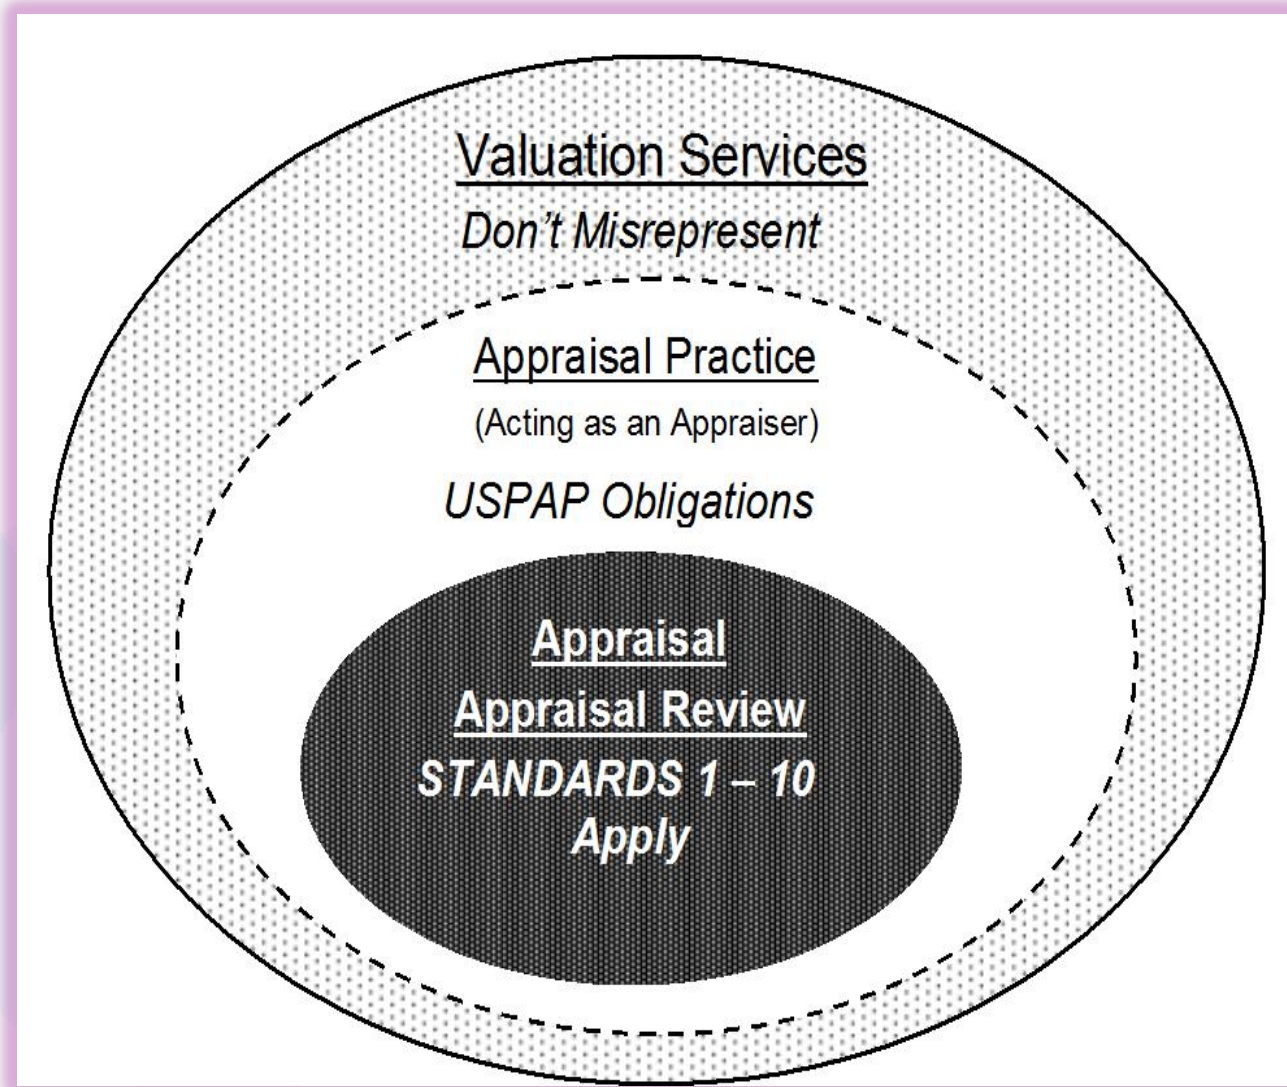 Valuation Services
Don’t Misrepresent
Appraisal Practice
(Acting as an Appraiser)
USPAP Obligations
Appraisal
Appraisal Review
STANDARDS 1 – 10
Apply